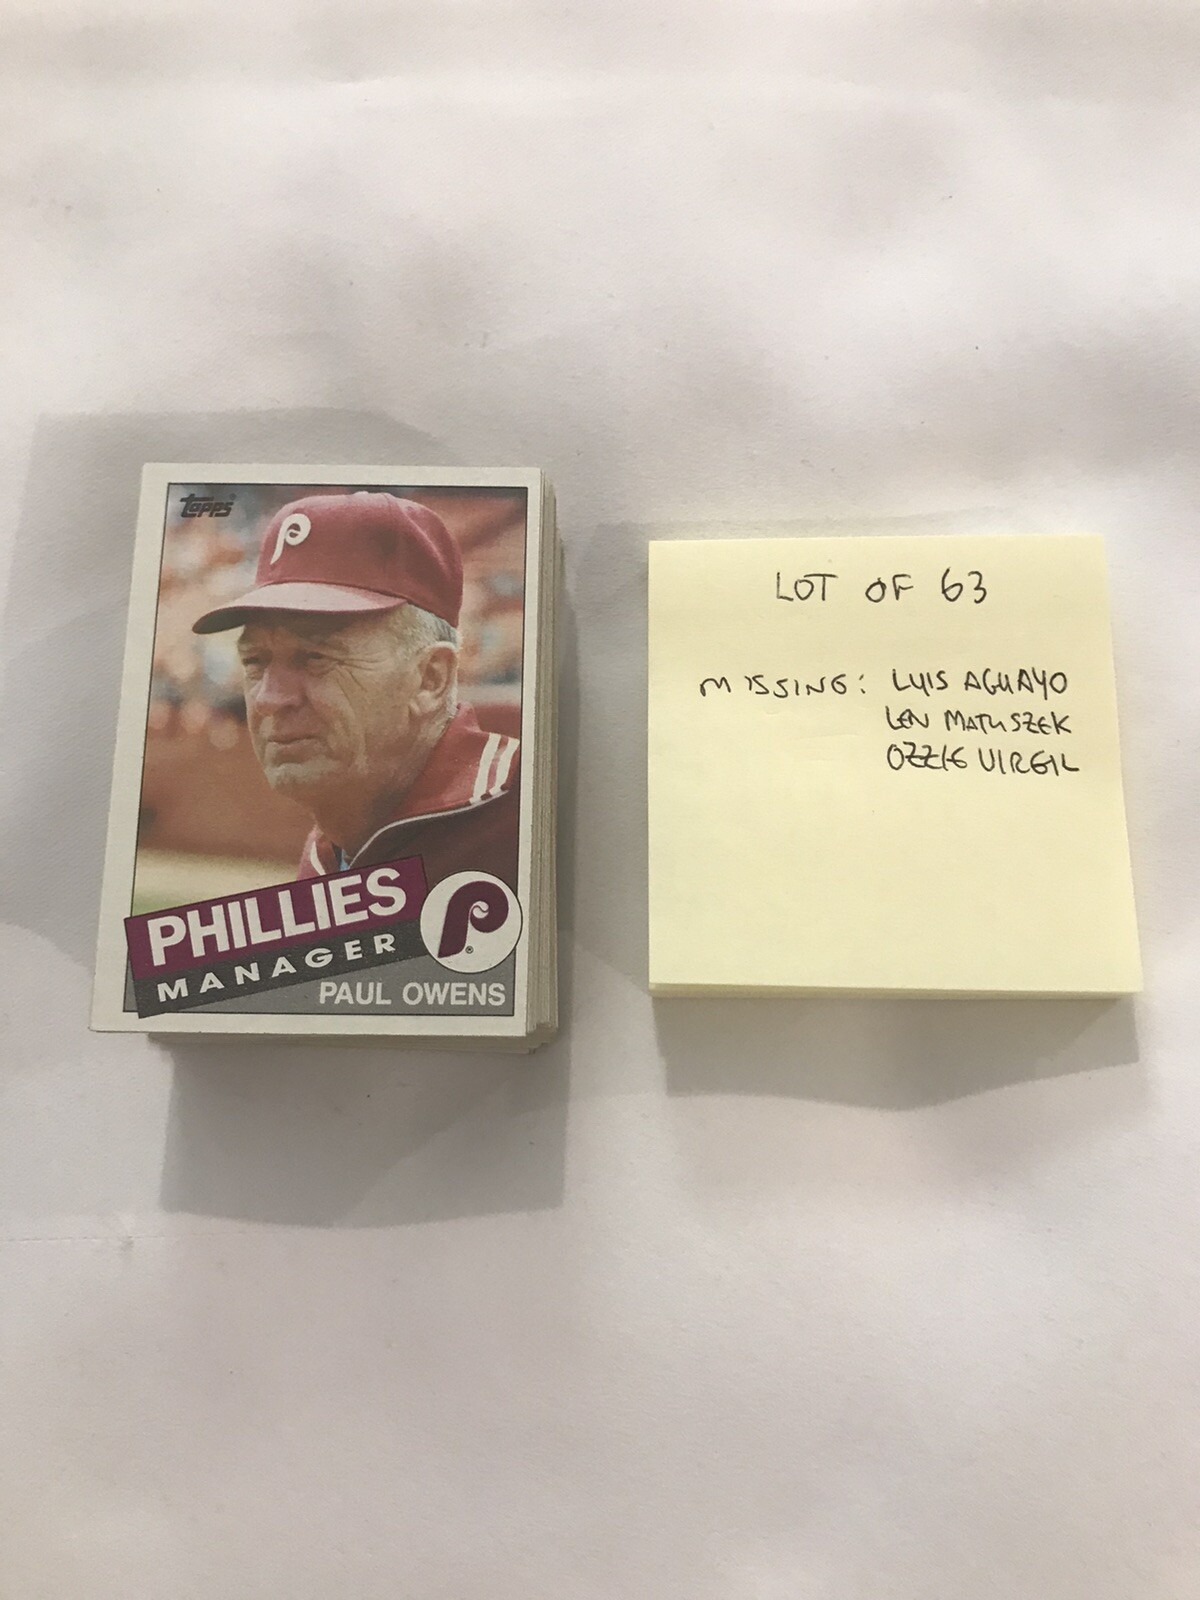 Topps
P
PHILLIES
MANAGER
P
PAUL OWENS
LOT OF 63
MISSING: LUIS AGUAYO
LEN MATUSZEK
OZZIE VIRGIL